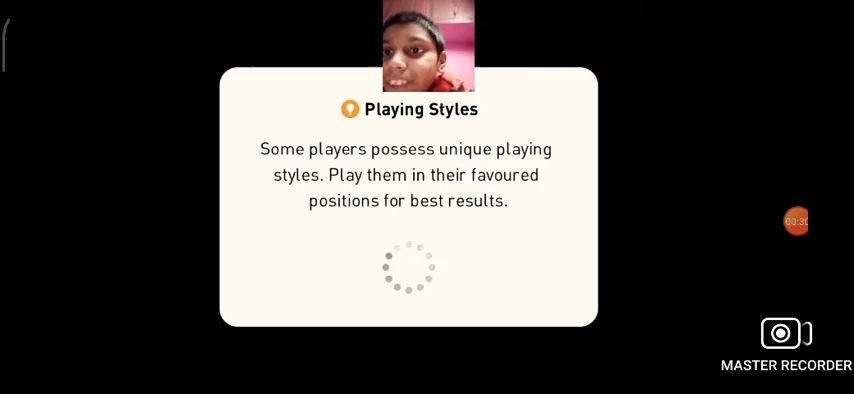 Playing Styles
Some players possess unique playing
styles. Play them in their favoured
positions for best results.
00:30
MASTER RECORDER